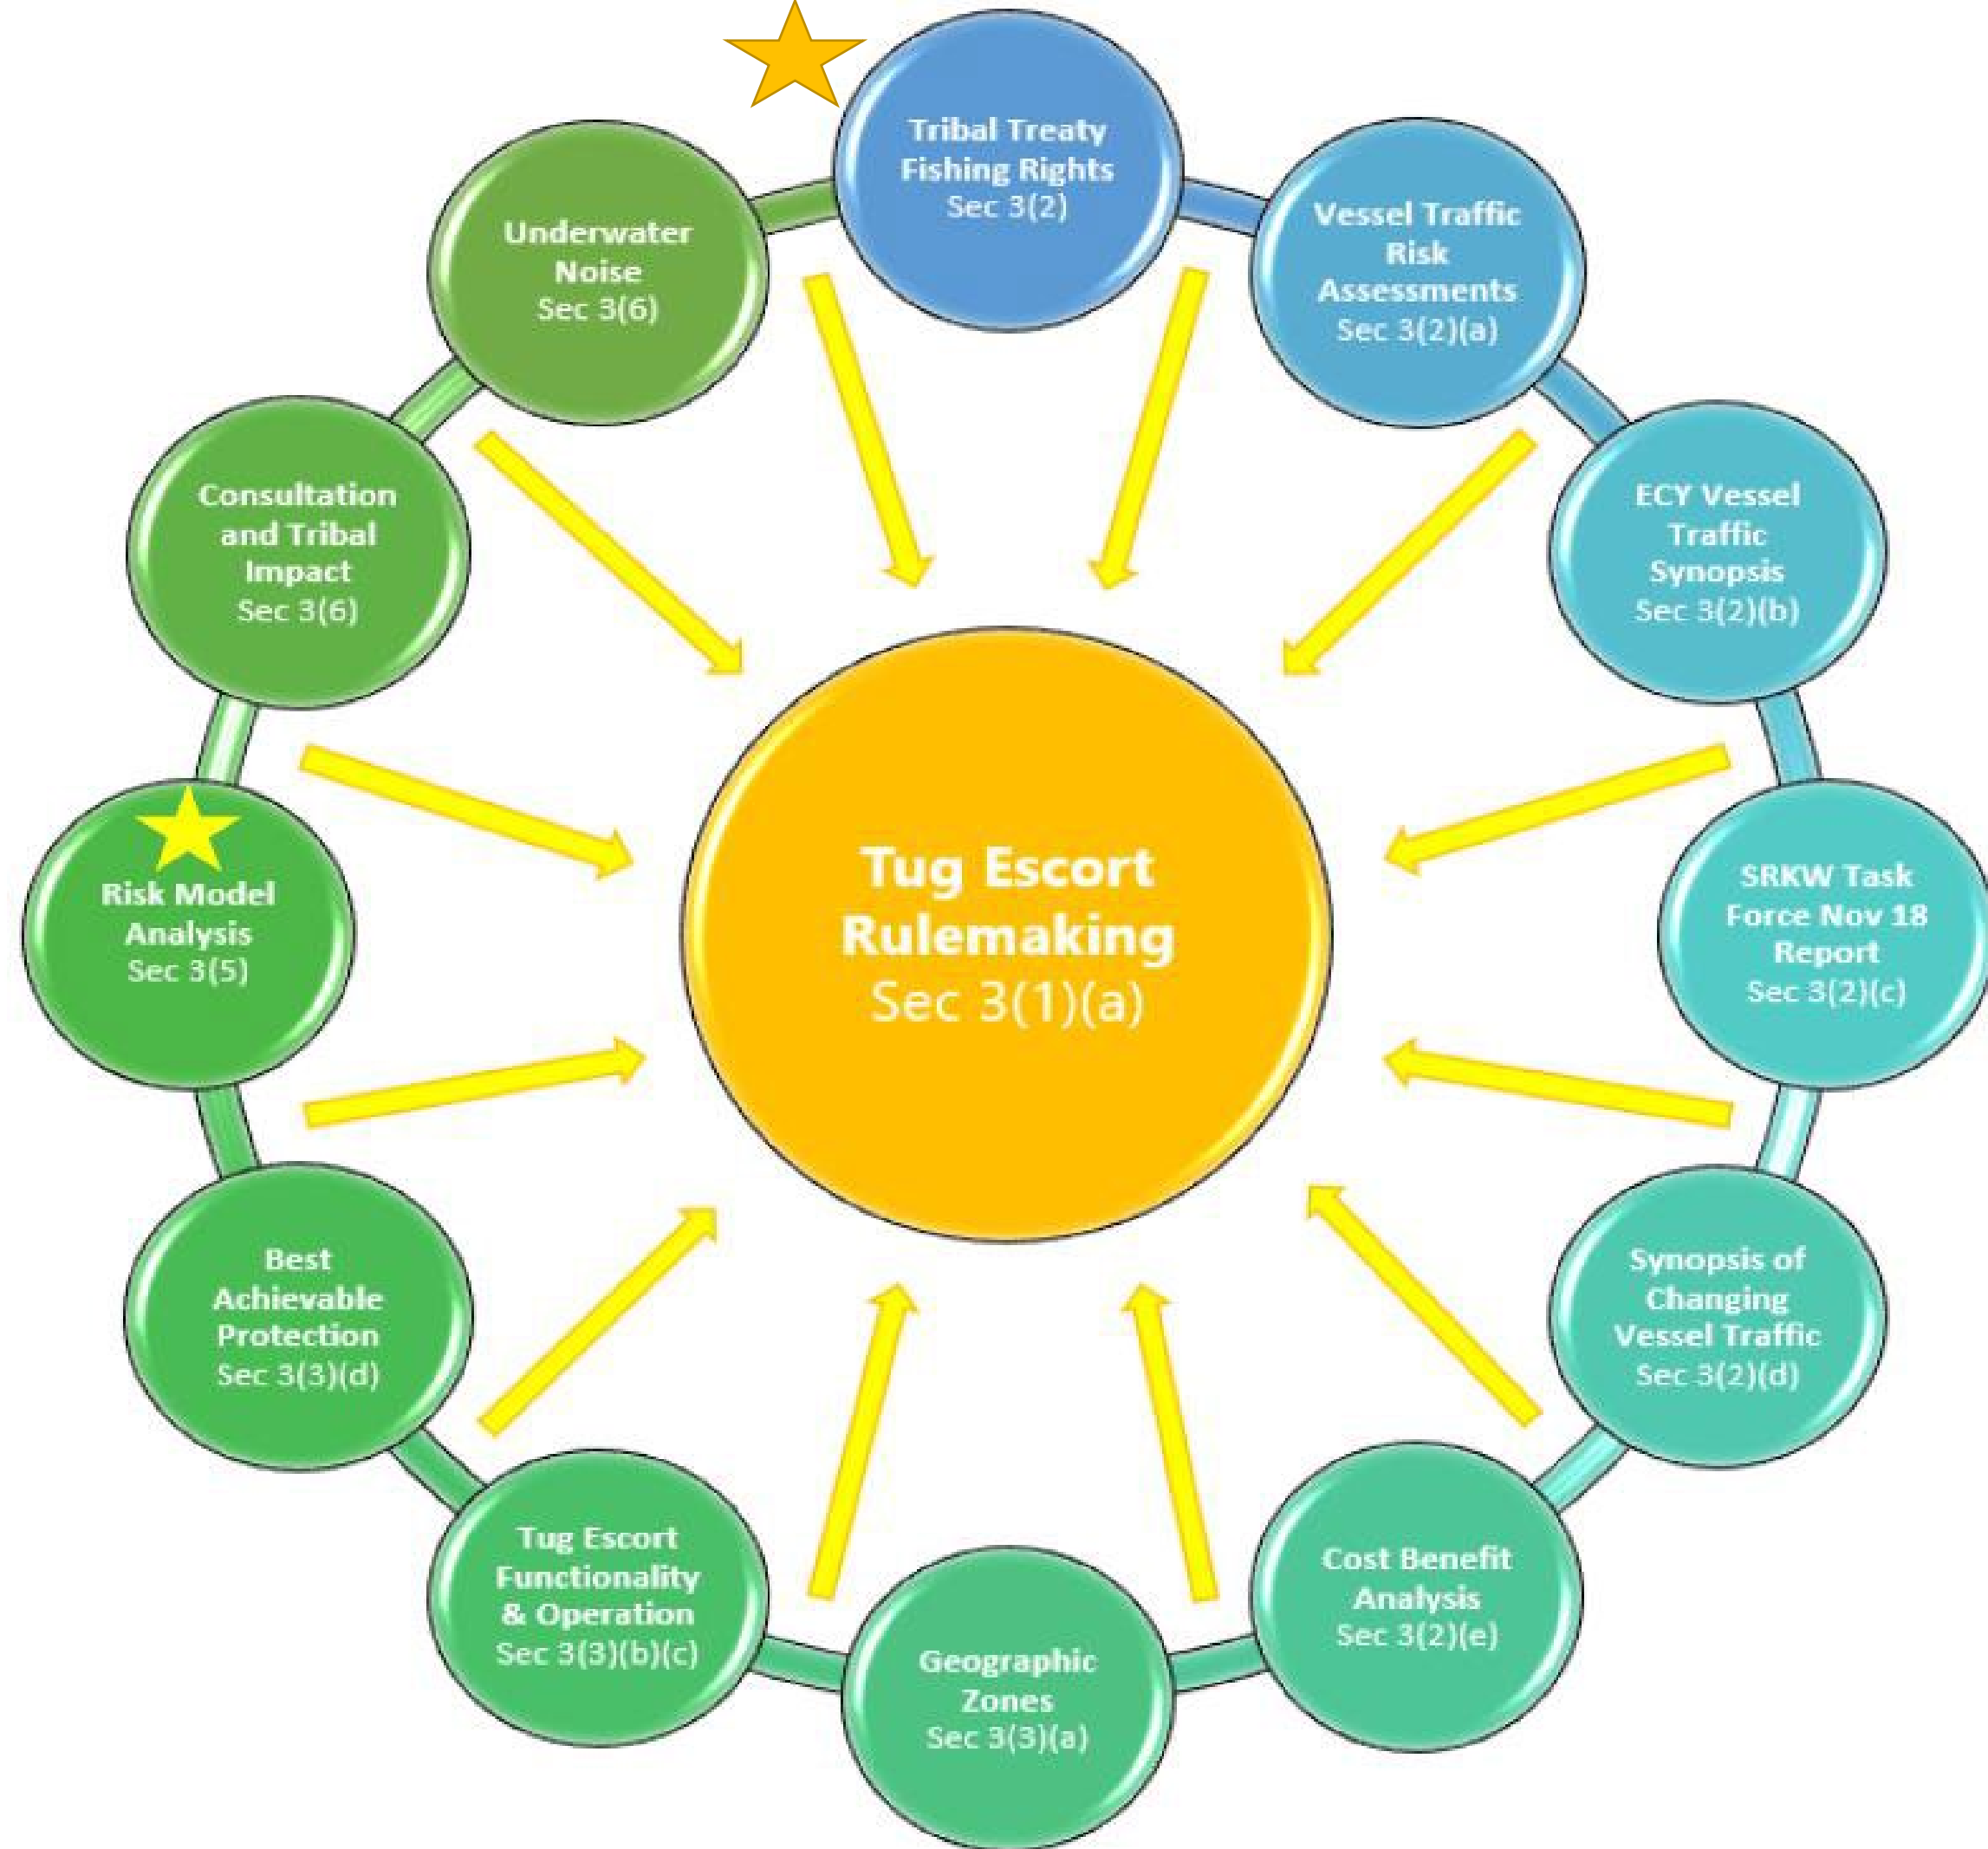 Tribal Treaty
Fishing Rights
Sec 3(2)
Vessel Traffic
Risk
Assessments
Sec 3(2)(a)
ECY Vessel
Traffic
Synopsis
Sec 3(2)(b)
SRKW Task
Force Nov 18
Report
Sec 3(2)(c)
Synopsis of
Changing
Vessel Traffic
Sec 3(2)(d)
Cost Benefit
Analysis
Sec 3(2)(e)
Geographic
Zones
Sec 3(3)(a)
Tug Escort
Functionality
& Operation
Sec 3(3)(b)(c)
Best
Achievable
Protection
Sec 3(3)(d)
Risk Model
Analysis
Sec 3(5)
Consultation
and Tribal
Impact
Sec 3(6)
Underwater
Noise
Sec 3(6)
Tug Escort
Rulemaking
Sec 3(1)(a)